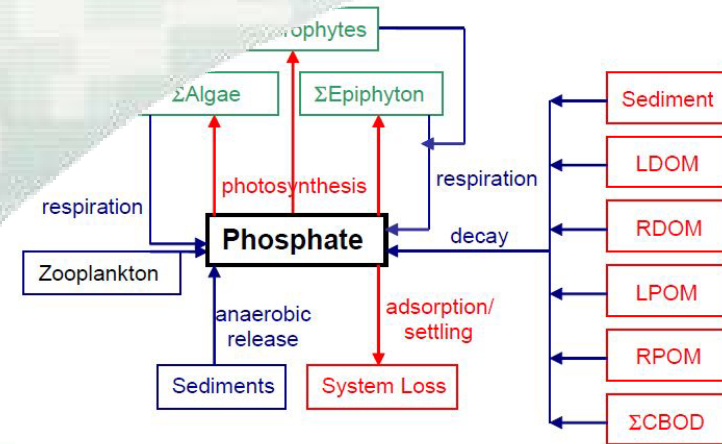 ΣAlgae
ΣEpiphyton
Sediment
LDOM
respiration
photosynthesis
respiration
RDOM
Phosphate
decay
Zooplankton
LPOM
anaerobic
release
adsorption/
settling
RPOM
Sediments
System Loss
ΣCBOD